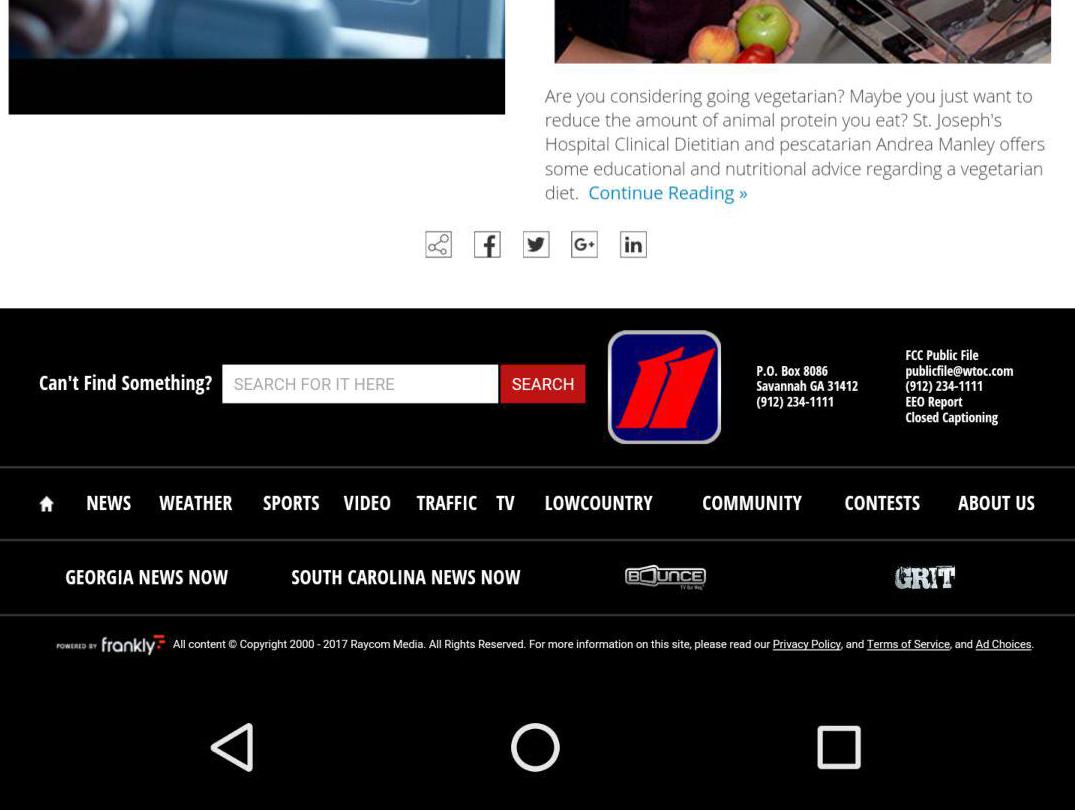 Are you considering going vegetarian? Maybe you just want to
reduce the amount of animal protein you eat? St. Joseph's
Hospital Clinical Dietitian and pescatarian Andrea Manley offers
some educational and nutritional advice regarding a vegetarian
diet. Continue Reading »
G+ in
Can't Find Something? SEARCH FOR IT HERE SEARCH
11
P.O. Box 8086
Savannah GA 31412
(912) 234-1111
FCC Public File
publicfile@wtoc.com
(912) 234-1111
EEO Report
Closed Captioning
NEWS WEATHER SPORTS VIDEO TRAFFIC TV LOWCOUNTRY COMMUNITY CONTESTS ABOUT US
GEORGIA NEWS NOW SOUTH CAROLINA NEWS NOW BOUNCE GRIT
POWERED BY frankly All content © Copyright 2000 - 2017 Raycom Media. All Rights Reserved. For more information on this site, please read our Privacy Policy, and Terms of Service, and Ad Choices.